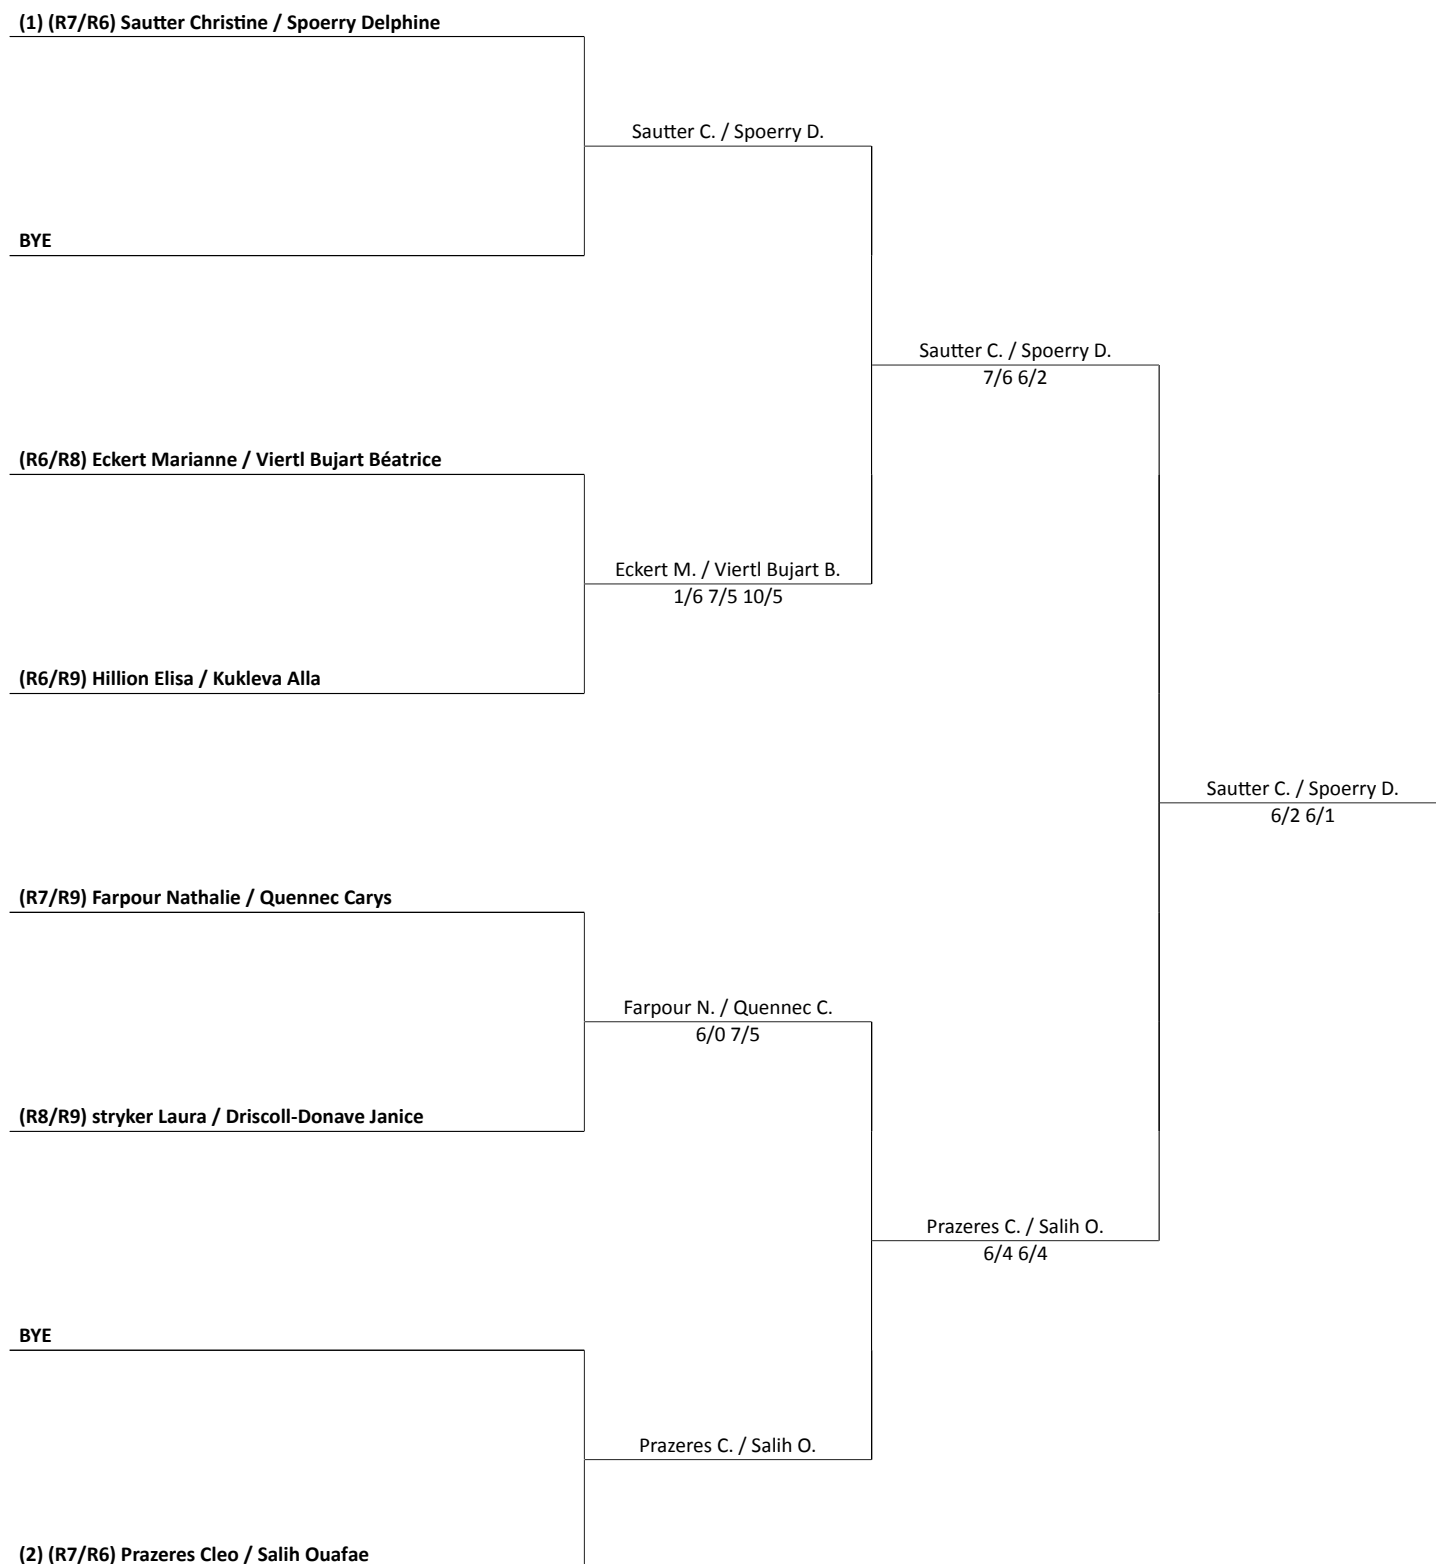 (1) (R7/R6) Sautter Christine / Spoerry Delphine
Sautter C. / Spoerry D.
BYE
Sautter C. / Spoerry D.
7/6 6/2
(R6/R8) Eckert Marianne / Viertl Bujart Béatrice
Eckert M. / Viertl Bujart B.
1/6 7/5 10/5
(R6/R9) Hillion Elisa / Kukleva Alla
Sautter C. / Spoerry D.
6/2 6/1
(R7/R9) Farpour Nathalie / Quennec Carys
Farpour N. / Quennec C.
6/0 7/5
(R8/R9) stryker Laura / Driscoll-Donave Janice
Prazeres C. / Salih O.
6/4 6/4
BYE
Prazeres C. / Salih O.
(2) (R7/R6) Prazeres Cleo / Salih Ouafae